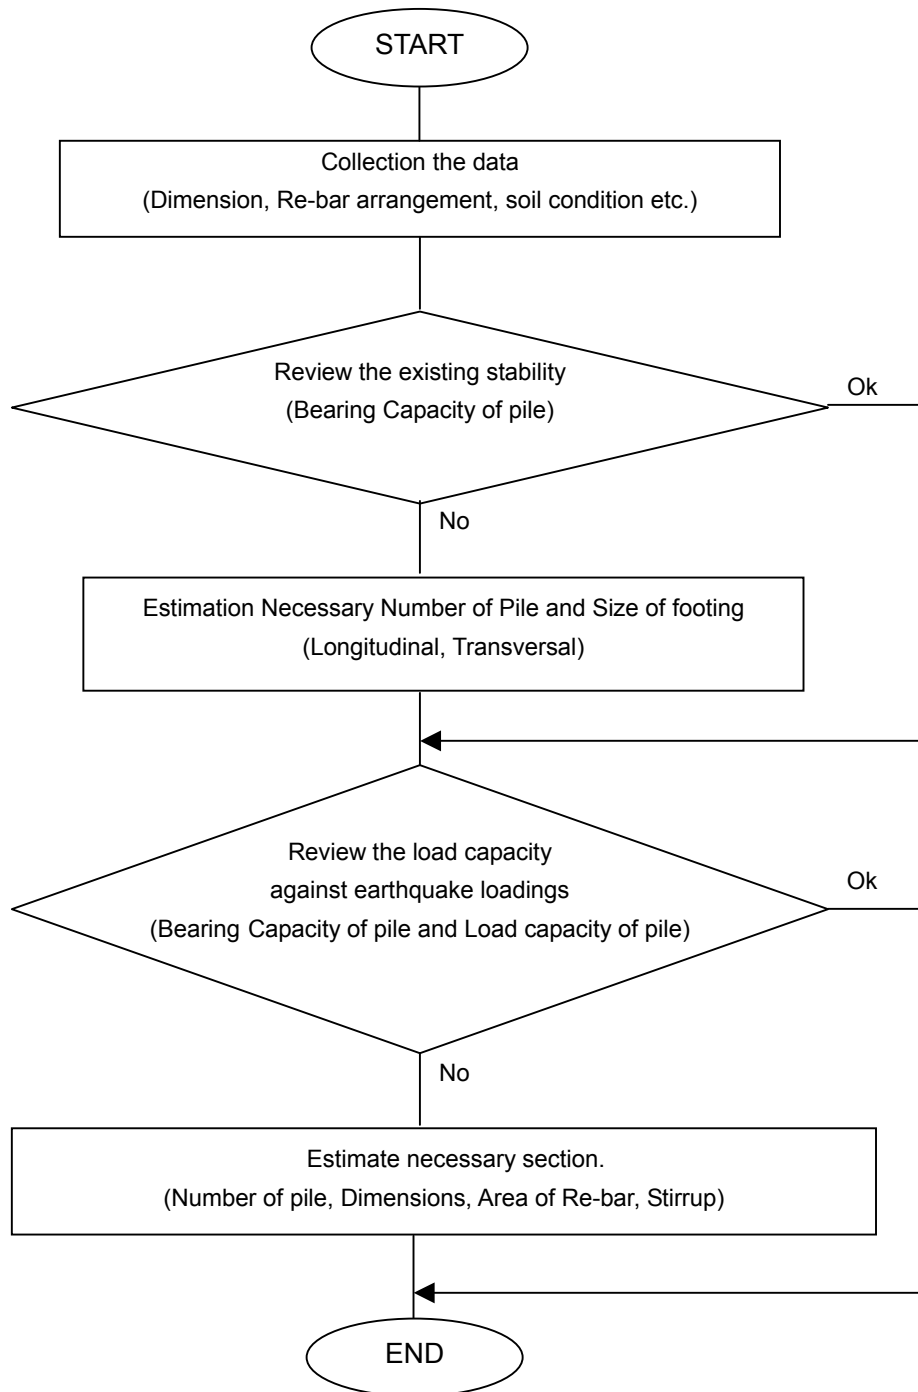 START
Collection the data
(Dimension, Re-bar arrangement, soil condition etc.)
Review the existing stability
(Bearing Capacity of pile)
Ok
No
Estimation Necessary Number of Pile and Size of footing
(Longitudinal, Transversal)
Review the load capacity
against earthquake loadings
(Bearing Capacity of pile and Load capacity of pile)
Ok
No
Estimate necessary section.
(Number of pile, Dimensions, Area of Re-bar, Stirrup)
END